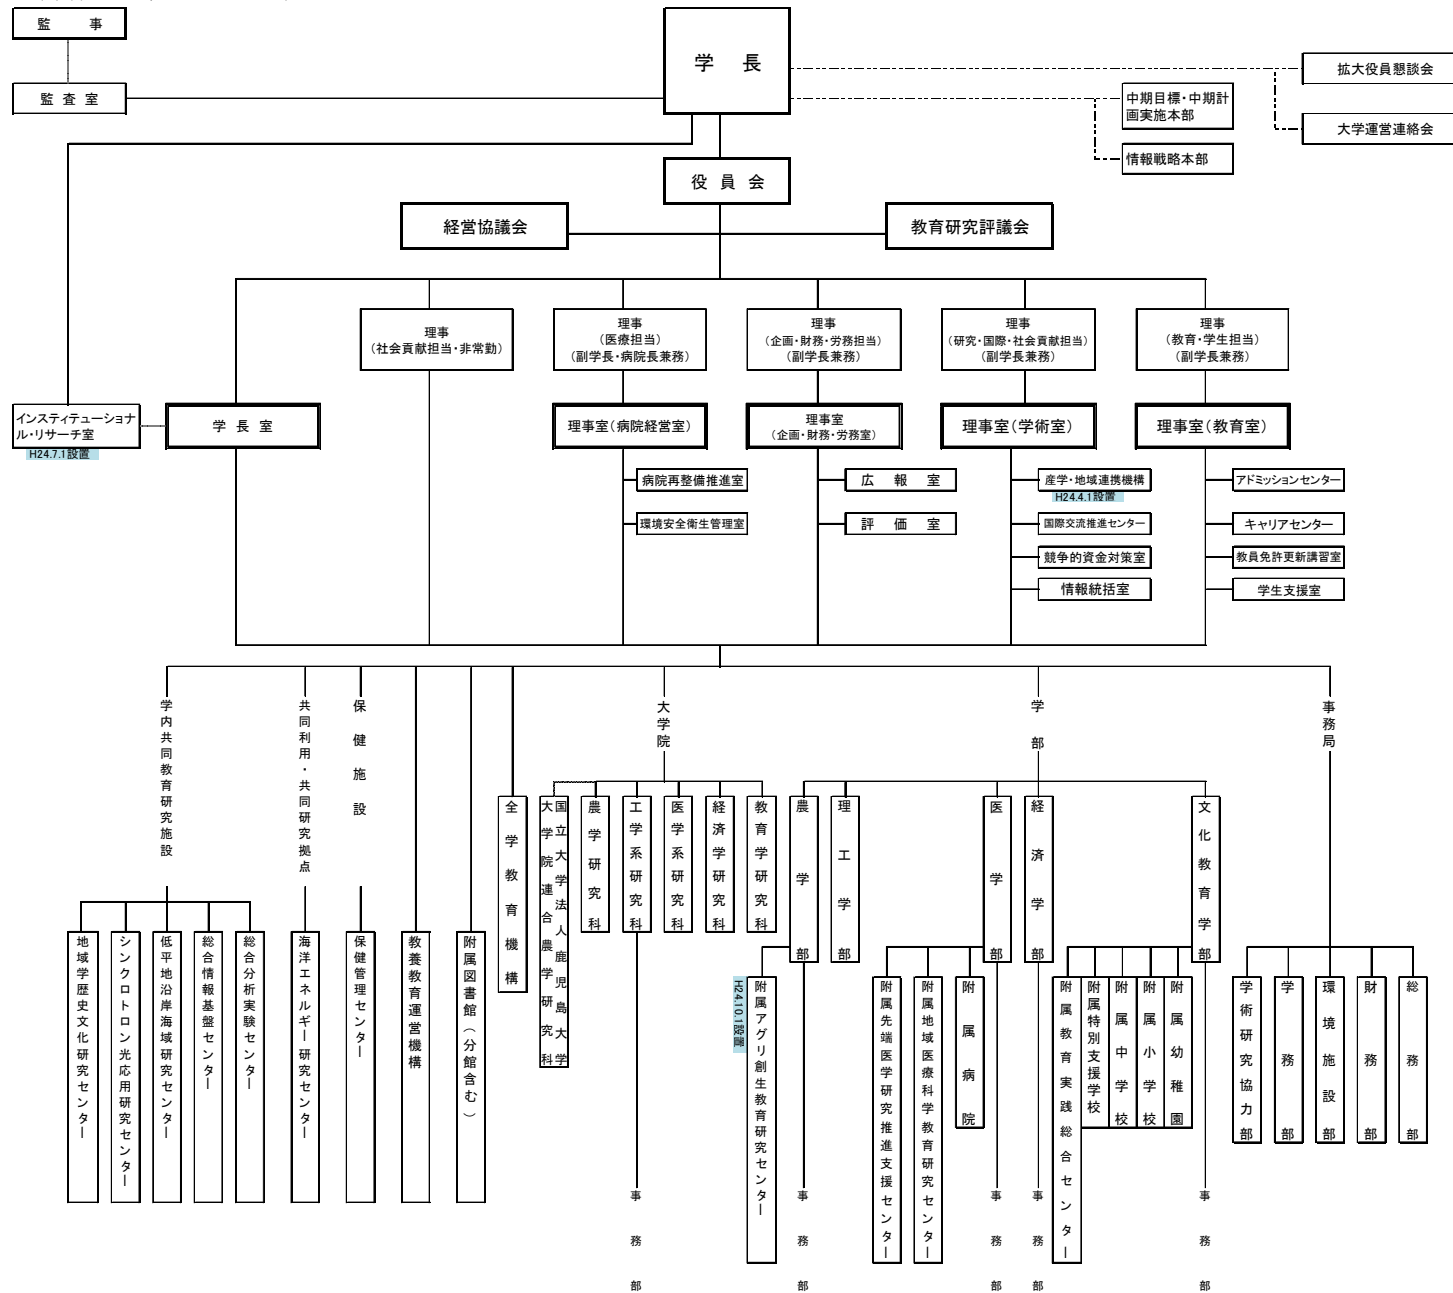 監 事
学 長
拡大役員懇談会
監 査 室
中期目標・中期計
画実施本部
大学運営連絡会
情報戦略本部
役 員 会
経営協議会
教育研究評議会
理事
(社会貢献担当・非常勤)
理事
(医療担当)
(副学長・病院長兼務)
理事
(企画・財務・労務担当)
(副学長兼務)
理事
(研究・国際・社会貢献担当)
(副学長兼務)
理事
(教育・学生担当)
(副学長兼務)
インスティテューショナ
ル・リサーチ室
H24.7.1設置
学 長 室
理事室(病院経営室)
理事室
(企画・財務・労務室)
理事室(学術室)
理事室(教育室)
病院再整備推進室
環境安全衛生管理室
広 報 室
評 価 室
産学・地域連携機構
H24.4.1設置
国際交流推進センター
競争的資金対策室
情報統括室
アドミッションセンター
キャリアセンター
教員免許更新講習室
学生支援室
学内共同教育研究施設
共同利用・共同研究拠点
保健施設
大学院
学部
事務局
地域学歴史文化研究センター
シンクロトロン光応用研究センター
低平地沿岸海域研究センター
総合情報基盤センター
総合分析実験センター
海洋エネルギー研究センター
保健管理センター
教養教育運営機構
附属図書館(分館含む)
全学教育機構
国立大学法人鹿児島大学
大学院連合農学研究科
農学研究科
工学系研究科
医学系研究科
経済学研究科
教育学研究科
農学部
理工学部
医学部
経済学部
文化教育学部
事務部
H24.10.1設置
附属アグリ創生教育研究センター
事務部
附属先端医学研究推進支援センター
附属地域医療科学教育研究センター
附属病院
事務部
事務部
附属教育実践総合センター
附属特別支援学校
附属中学校
附属小学校
附属幼稚園
事務部
学術研究協力部
学務部
環境施設部
財務部
総務部